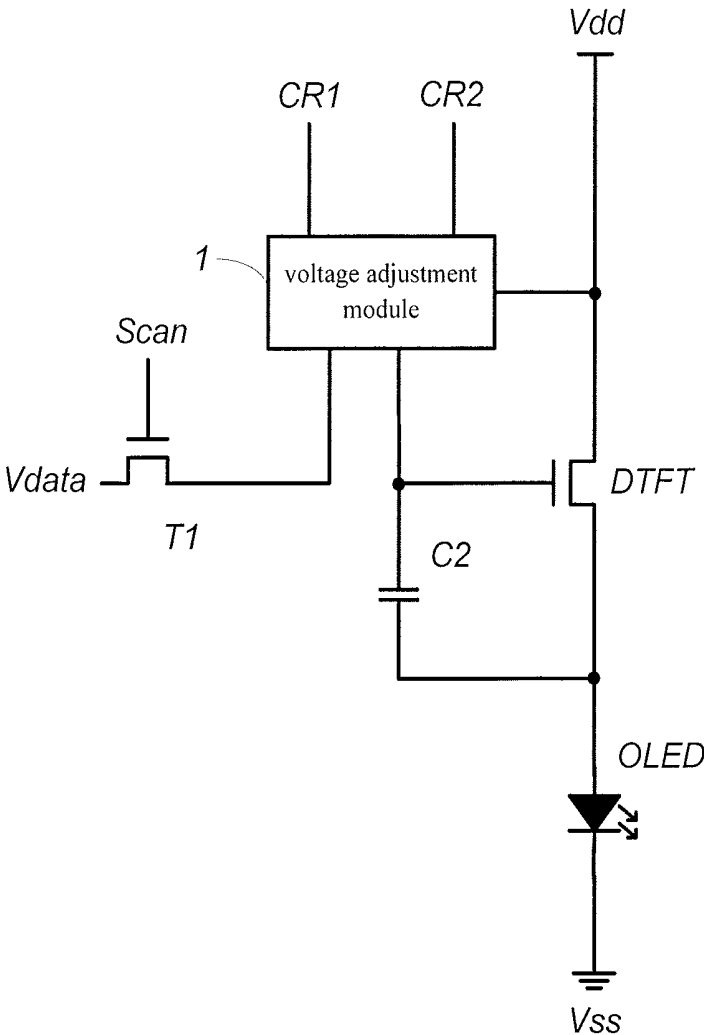 Vdd
CR1
CR2
1
voltage adjustment
module
Scan
Vdata
DTFT
T1
C2
OLED
Vss